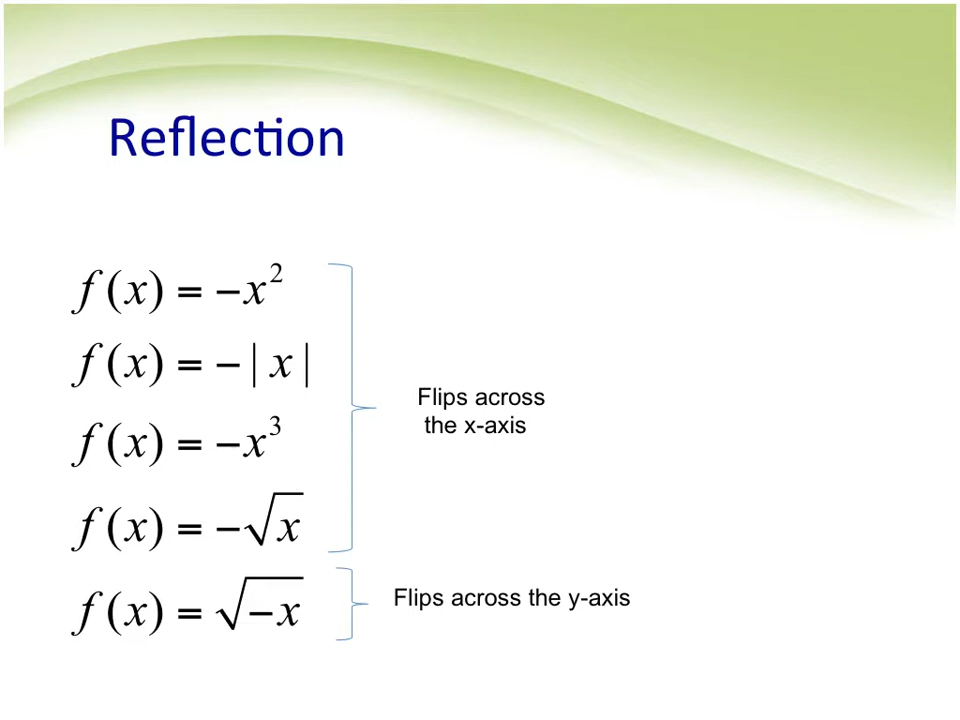 Reflection
f(x) = −x²
f(x) = −| x |
Flips across
the x-axis
f(x) = −x³
f(x) = −√x
f(x) = √−x
Flips across the y-axis